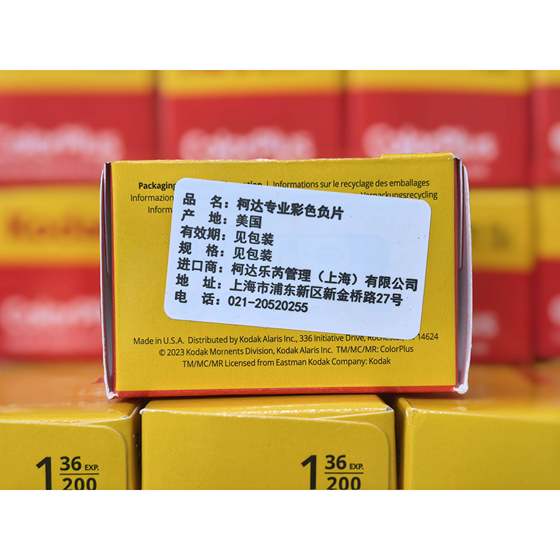 Kodak
ColorPlus
ColorPlus
ColorPlus
Packaging
Informations sur le recyclage des emballages
Verpackungsrecycling
品 名：柯达专业彩色负片
产 地：美国
有效期：见包装
规 格：见包装
进口商：柯达乐芮管理（上海）有限公司
地 址：上海市浦东新区新金桥路27号
电 话：021-20520255
Made in U.S.A. Distributed by Kodak Alaris Inc., 336 Initiative Drive, 14624
© 2023 Kodak Moments Division, Kodak Alaris Inc. TM/MC/MR: ColorPlus
TM/MC/MR Licensed from Eastman Kodak Company: Kodak
1 36 EXP.
200
1 36 EXP.
200
36 EXP.
200